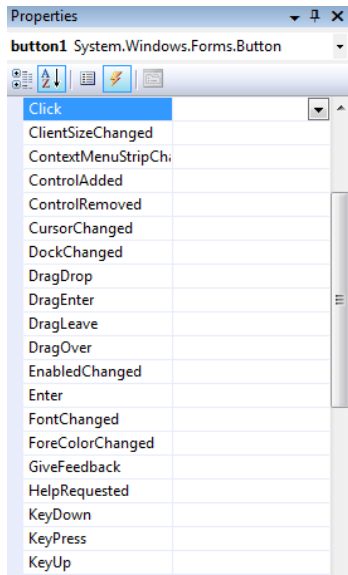 Properties
button1 System.Windows.Forms.Button
Click
ClientSizeChanged
ContextMenuStripCha
ControlAdded
ControlRemoved
CursorChanged
DockChanged
DragDrop
DragEnter
DragLeave
DragOver
EnabledChanged
Enter
FontChanged
ForeColorChanged
GiveFeedback
HelpRequested
KeyDown
KeyPress
KeyUp